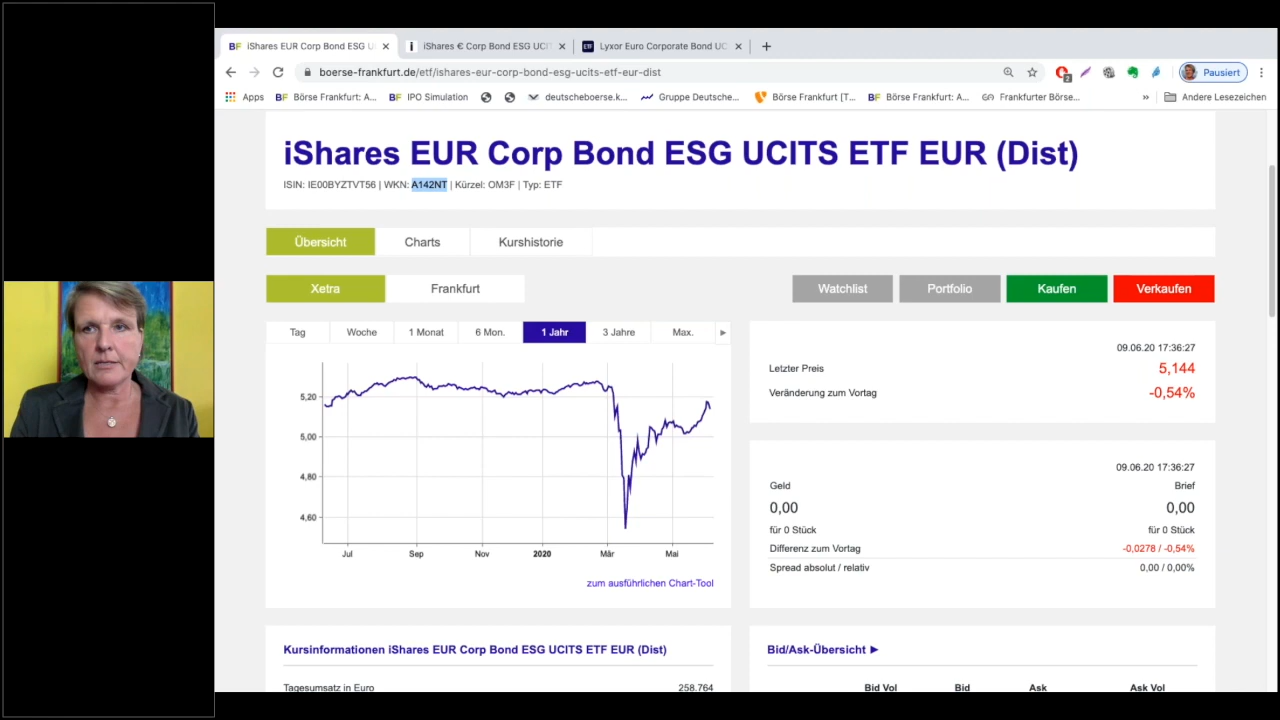 BF iShares EUR Corp Bond ESG U
iShares € Corp Bond ESG UCIT
ETF Lyxor Euro Corporate Bond UC
boerse-frankfurt.de/etf/ishares-eur-corp-bond-esg-ucits-etf-eur-dist
2
Pausiert
Apps
BF Börse Frankfurt: A...
BF IPO Simulation
deutscheboerse.k...
Gruppe Deutsche...
Börse Frankfurt [T...
BF Börse Frankfurt: A...
Frankfurter Börse...
»
Andere Lesezeichen
iShares EUR Corp Bond ESG UCITS ETF EUR (Dist)
ISIN: IE00BYZTVT56 | WKN: A142NT | Kürzel: OM3F | Typ: ETF
Übersicht Charts Kurshistorie
Xetra Frankfurt
Watchlist Portfolio Kaufen Verkaufen
Tag Woche 1 Monat 6 Mon. 1 Jahr 3 Jahre Max.
5,20
5,00
4,80
4,60
Jul Sep Nov 2020 Mär Mai
zum ausführlichen Chart-Tool
09.06.20 17:36:27
Letzter Preis 5,144
Veränderung zum Vortag -0,54%
09.06.20 17:36:27
Geld Brief
0,00 0,00
für 0 Stück für 0 Stück
Differenz zum Vortag -0,0278 / -0,54%
Spread absolut / relativ 0,00 / 0,00%
Kursinformationen iShares EUR Corp Bond ESG UCITS ETF EUR (Dist)
Tagesumsatz in Euro 258.764
Bid/Ask-Übersicht
Bid Vol Bid Ask Ask Vol